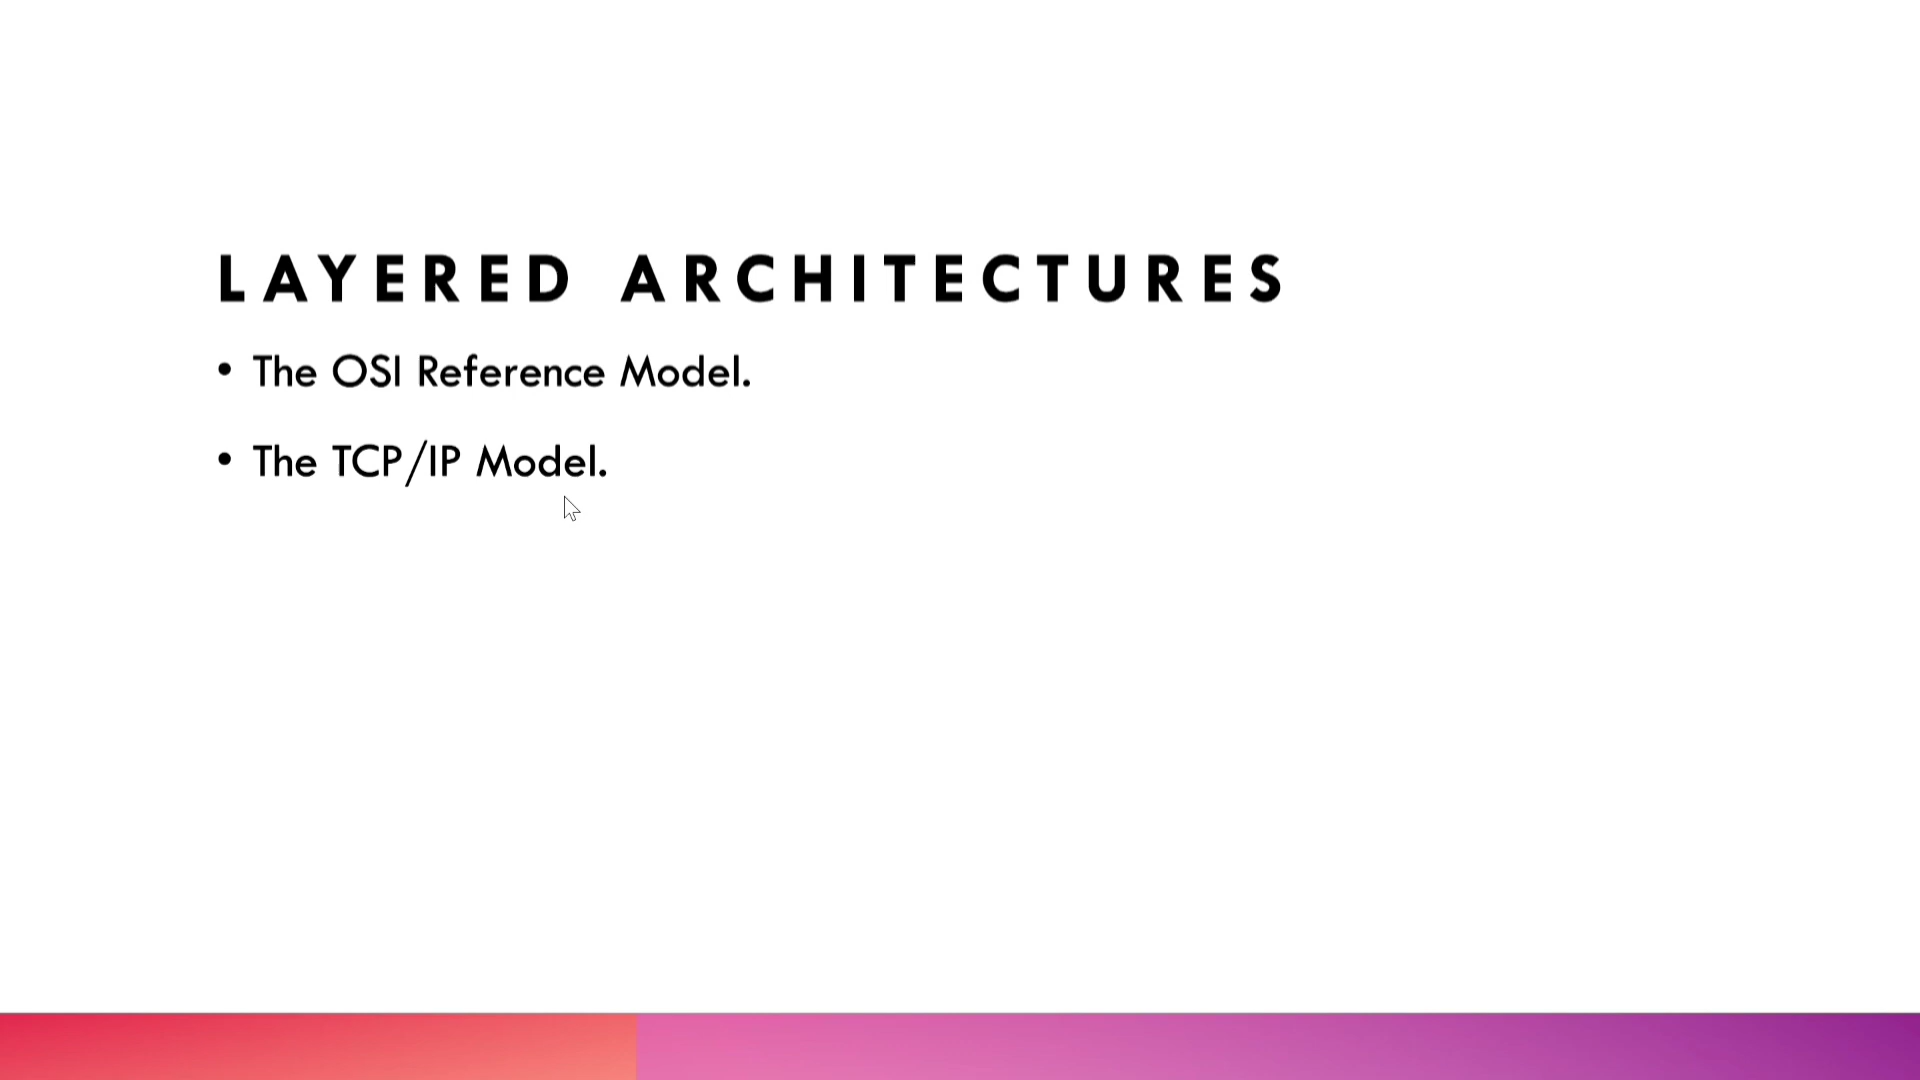 LAYERED ARCHITECTURES
• The OSI Reference Model.
• The TCP/IP Model.